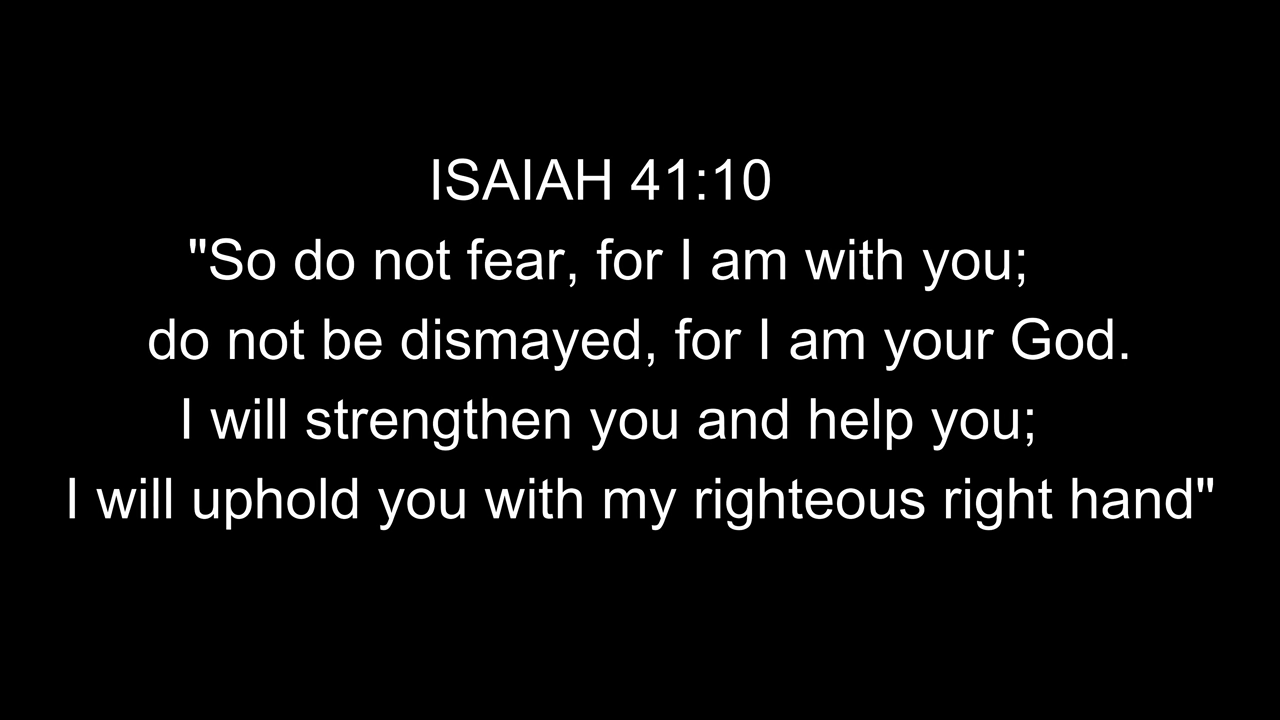 ISAIAH 41:10
"So do not fear, for I am with you;
do not be dismayed, for I am your God.
I will strengthen you and help you;
I will uphold you with my righteous right hand"